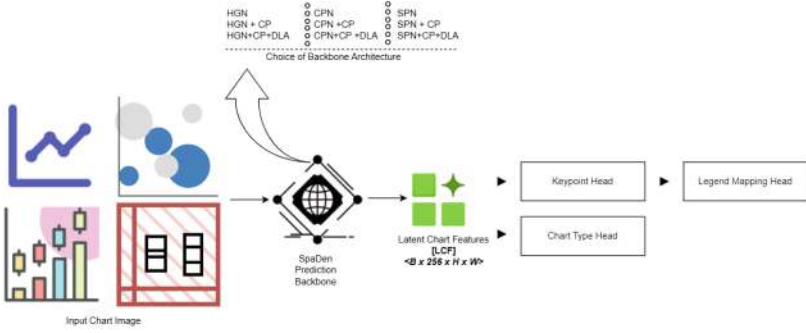 HGN
HGN + CP
HGN+CP+DLA
CPN
CPN +CP
CPN+CP +DLA
SPN
SPN + CP
SPN+CP+DLA
Choice of Backbone Architecture
SpaDen
Prediction
Backbone
Latent Chart Features
[LCF]
<B x 256 x H x W>
Keypoint Head
Legend Mapping Head
Chart Type Head
Input Chart Image